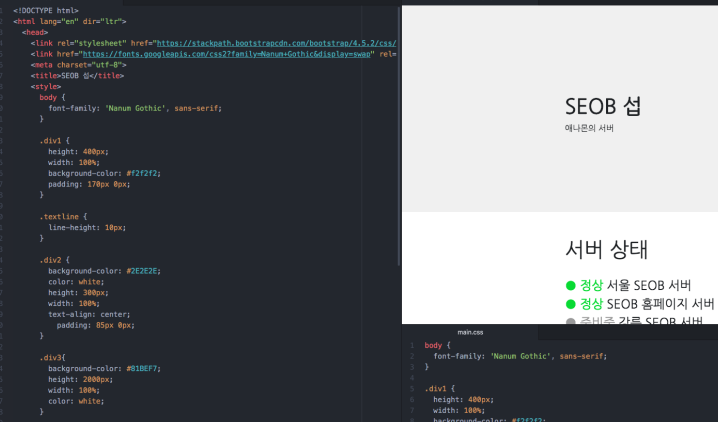 <!DOCTYPE html>
<html lang="en" dir="ltr">
<head>
<link rel="stylesheet" href="https://stackpath.bootstrapcdn.com/bootstrap/4.5.2/css/
<link href="https://fonts.googleapis.com/css2?family=Nanum+Gothic&display=swap" rel=
<meta charset="utf-8">
<title>SEOB 섭</title>
<style>
body {
font-family: 'Nanum Gothic', sans-serif;
}
.div1 {
height: 400px;
width: 100%;
background-color: #f2f2f2;
padding: 170px 0px;
}
.textline {
line-height: 10px;
}
.div2 {
background-color: #2E2E2E;
color: white;
height: 300px;
width: 100%;
text-align: center;
padding: 85px 0px;
}
.div3{
background-color: #81BEF7;
height: 2000px;
width: 100%;
color: white;
}
SEOB 섭
애나몬의 서버
서버 상태
정상 서울 SEOB 서버
정상 SEOB 홈페이지 서버
준비중 강릉 SEOB 서버
main.css
1 body {
2 font-family: 'Nanum Gothic', sans-serif;
3 }
4
5 .div1 {
6 height: 400px;
7 width: 100%;
8 background-color: #f2f2f2;